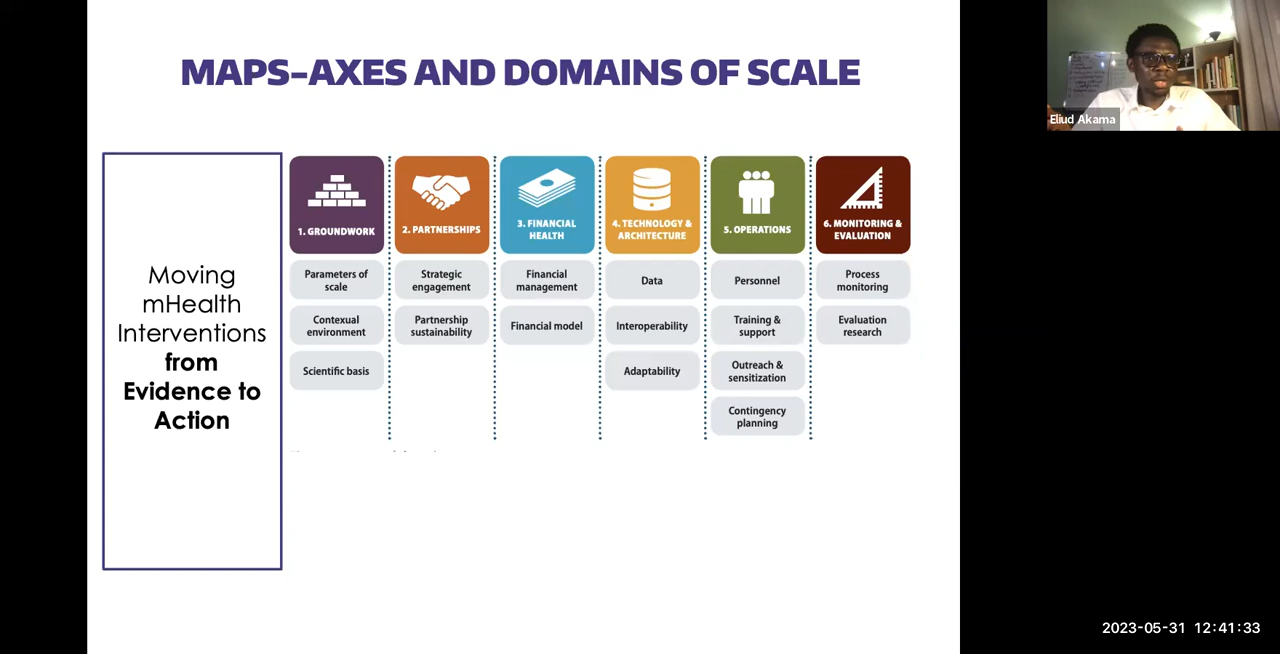 MAPS–AXES AND DOMAINS OF SCALE
Moving
mHealth
Interventions
from
Evidence to
Action
1. GROUNDWORK
Parameters of
scale
Contexual
environment
Scientific basis
2. PARTNERSHIPS
Strategic
engagement
Partnership
sustainability
3. FINANCIAL
HEALTH
Financial
management
Financial model
4. TECHNOLOGY &
ARCHITECTURE
Data
Interoperability
Adaptability
5. OPERATIONS
Personnel
Training &
support
Outreach &
sensitization
Contingency
planning
6. MONITORING &
EVALUATION
Process
monitoring
Evaluation
research
Eliud Akama
2023-05-31 12:41:33